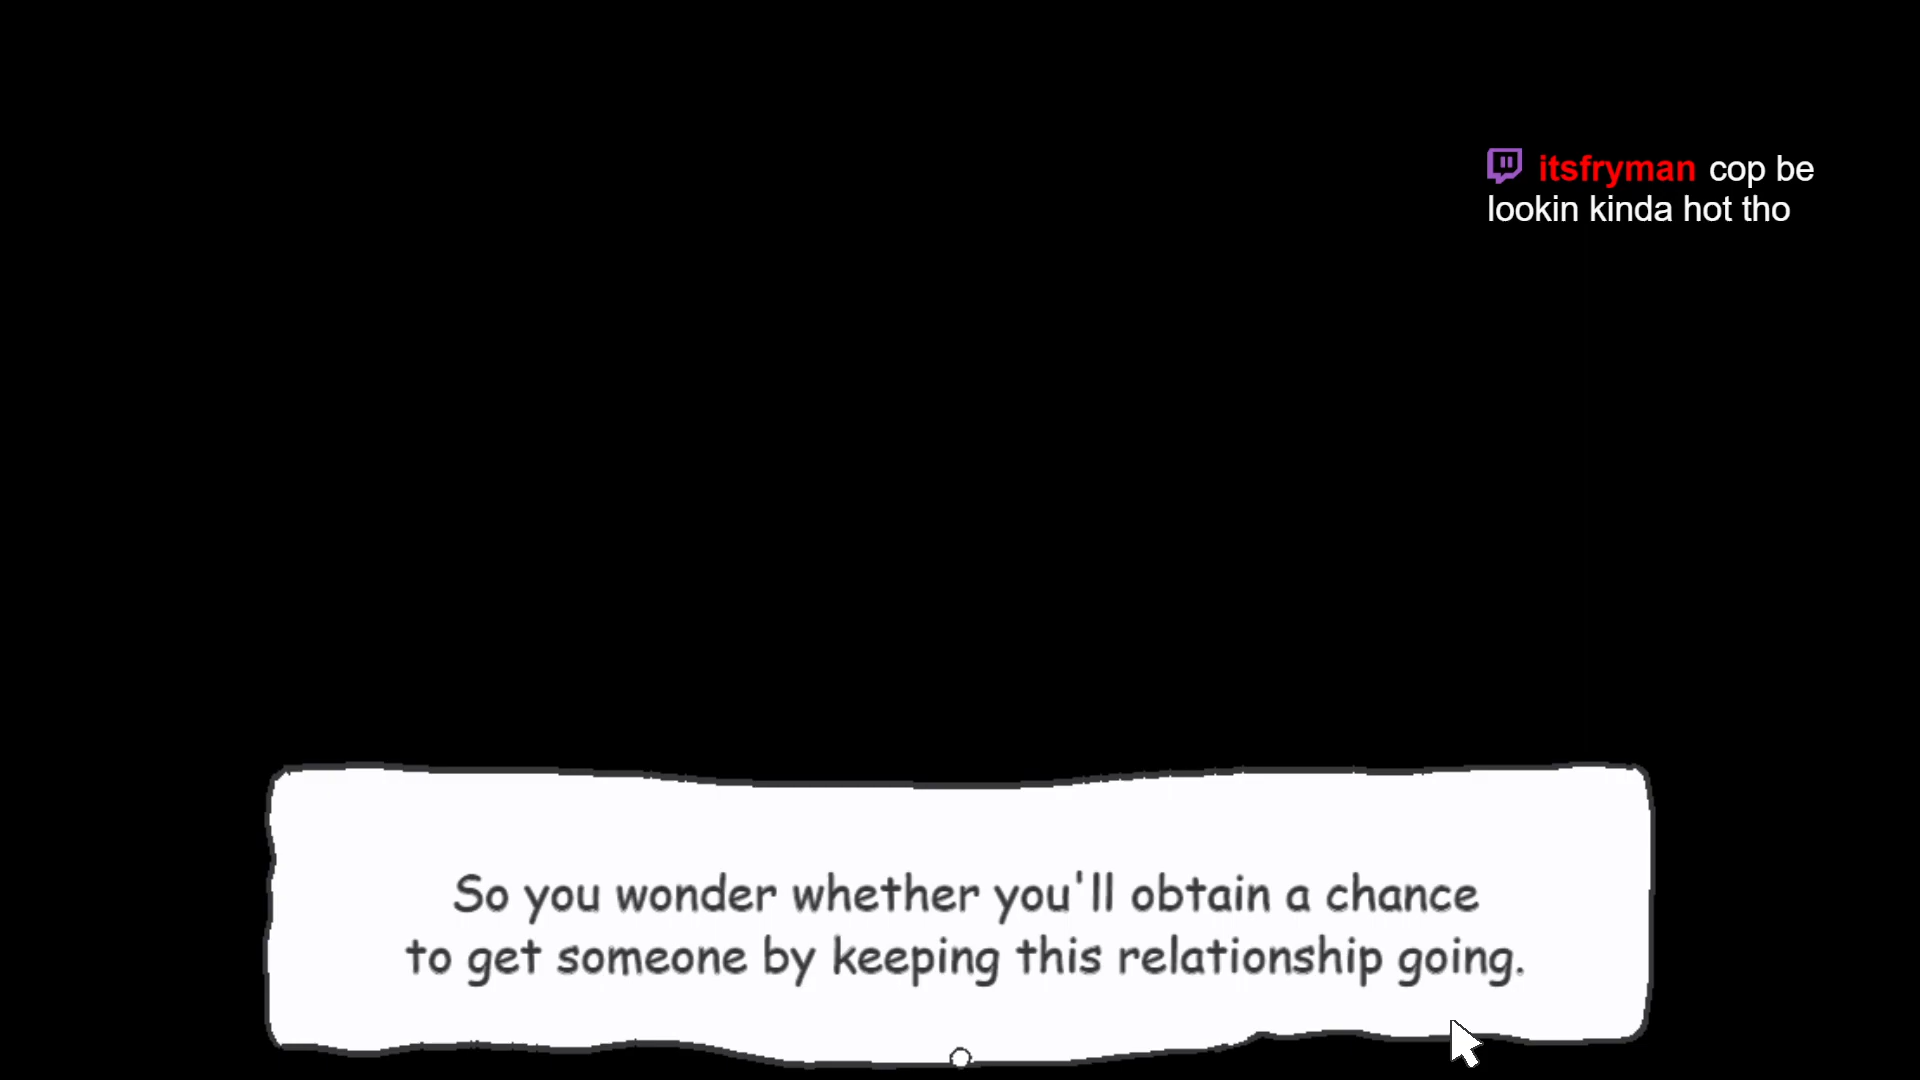 itsfryman cop be
lookin kinda hot tho
So you wonder whether you'll obtain a chance
to get someone by keeping this relationship going.